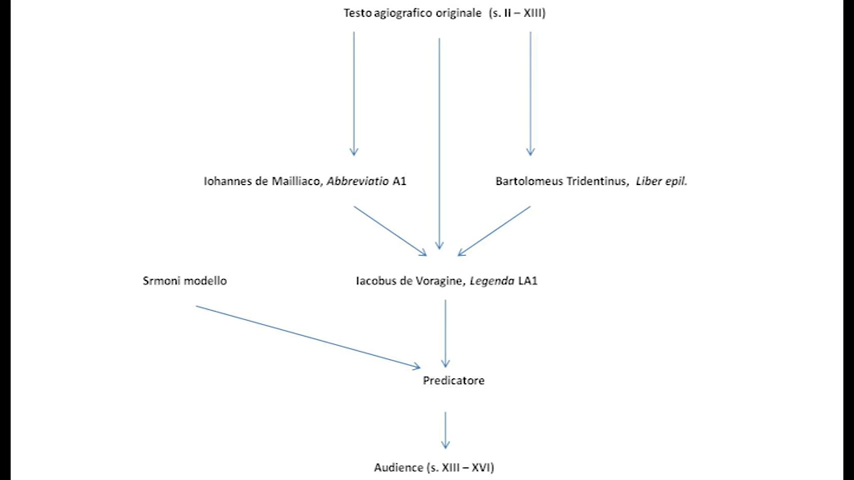 Testo agiografico originale (s. II – XIII)
Iohannes de Mailliaco, Abbreviatio A1
Bartolomeus Tridentinus, Liber epil.
Srmoni modello
Iacobus de Voragine, Legenda LA1
Predicatore
Audience (s. XIII – XVI)